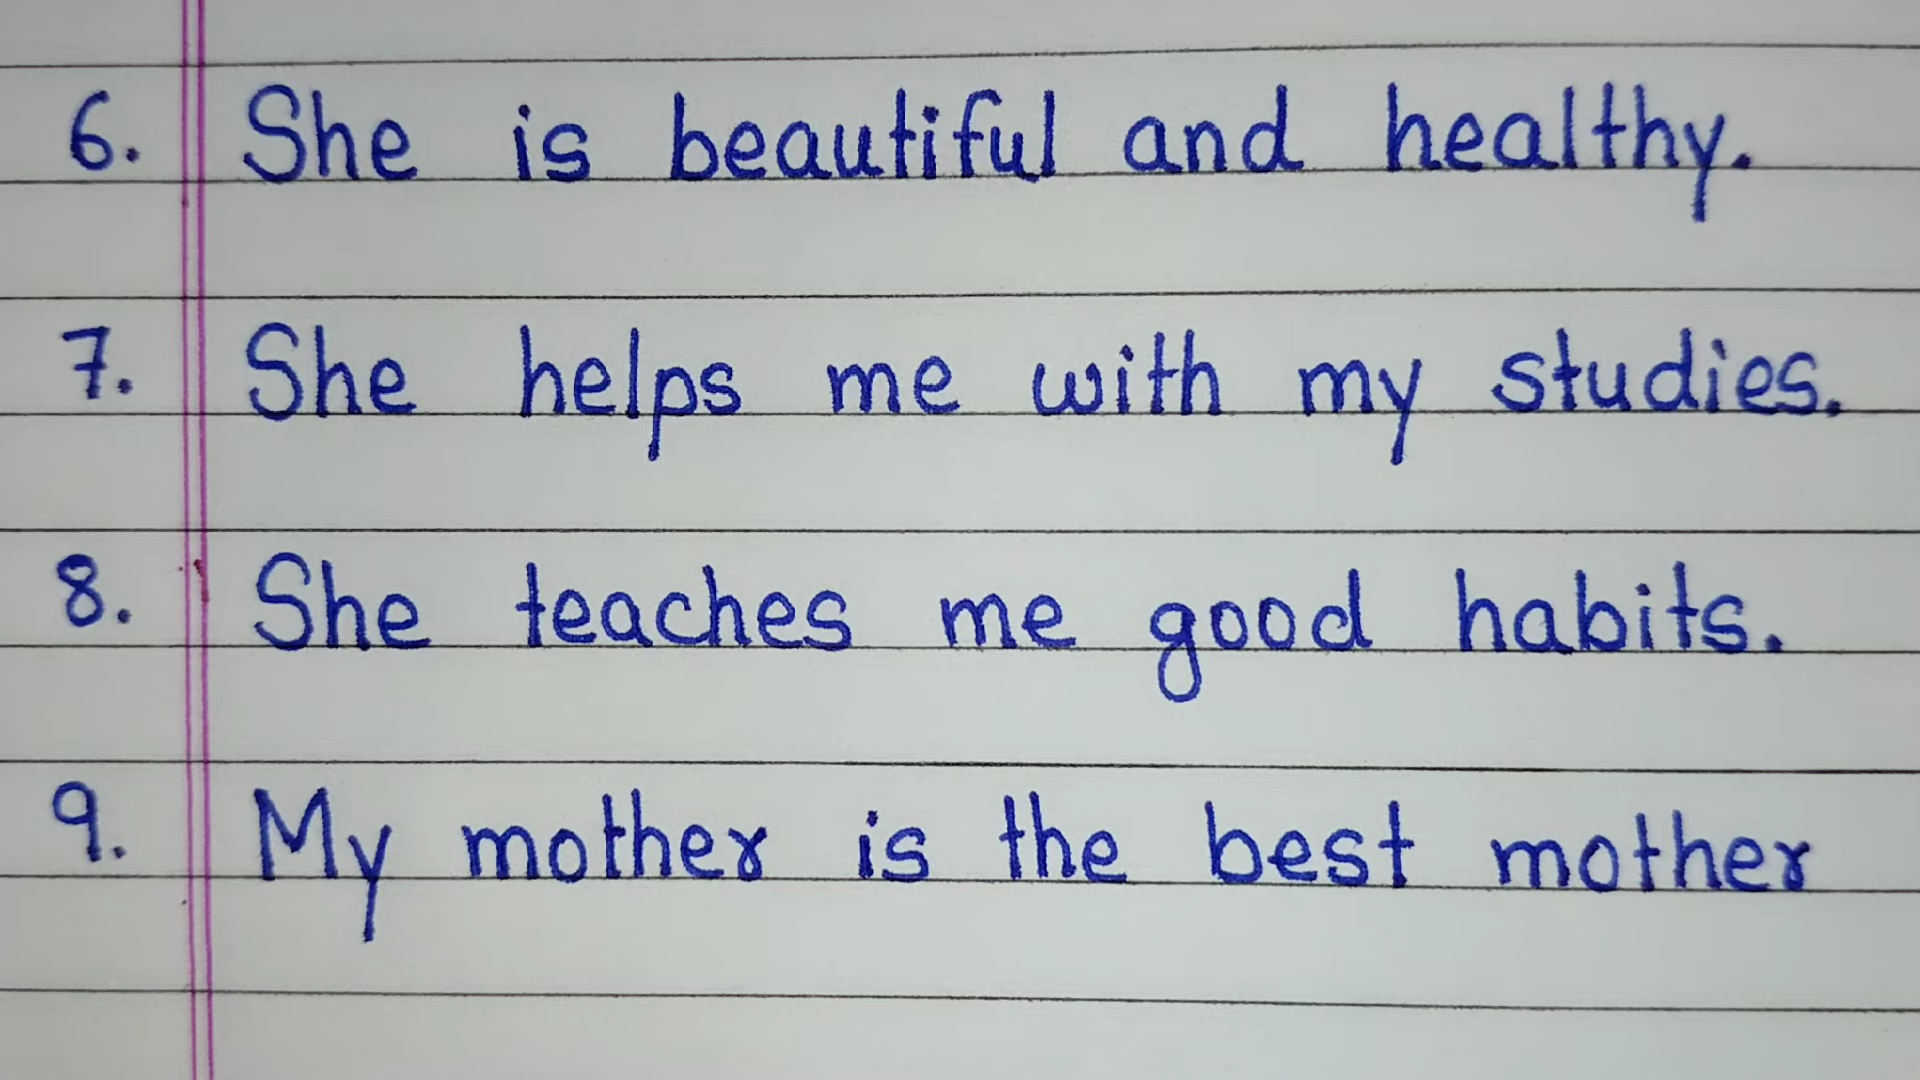 6. She is beautiful and healthy.
7. She helps me with my studies.
8. She teaches me good habits.
9. My mother is the best mother